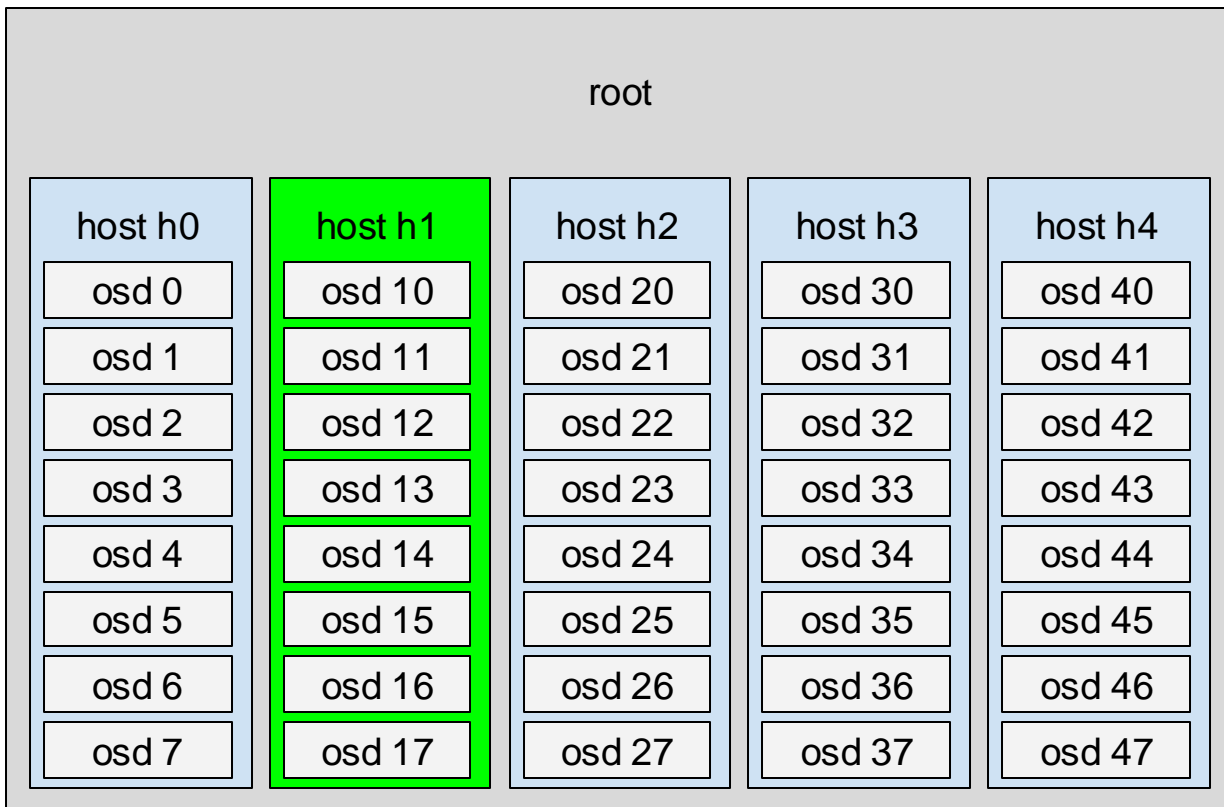 root
host h0
osd 0
osd 1
osd 2
osd 3
osd 4
osd 5
osd 6
osd 7
host h1
osd 10
osd 11
osd 12
osd 13
osd 14
osd 15
osd 16
osd 17
host h2
osd 20
osd 21
osd 22
osd 23
osd 24
osd 25
osd 26
osd 27
host h3
osd 30
osd 31
osd 32
osd 33
osd 34
osd 35
osd 36
osd 37
host h4
osd 40
osd 41
osd 42
osd 43
osd 44
osd 45
osd 46
osd 47